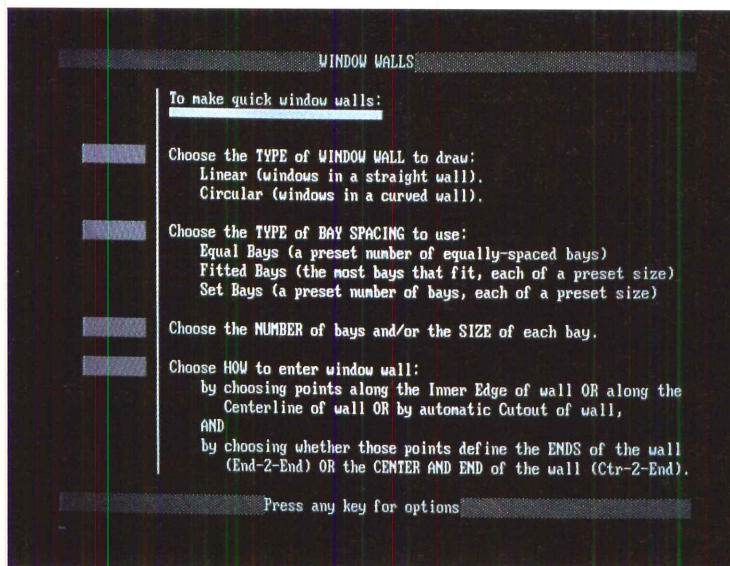 WINDOW WALLS
To make quick window walls:
Choose the TYPE of WINDOW WALL to draw:
Linear (windows in a straight wall).
Circular (windows in a curved wall).
Choose the TYPE of BAY SPACING to use:
Equal Bays (a preset number of equally-spaced bays)
Fitted Bays (the most bays that fit, each of a preset size)
Set Bays (a preset number of bays, each of a preset size)
Choose the NUMBER of bays and/or the SIZE of each bay.
Choose HOW to enter window wall:
by choosing points along the Inner Edge of wall OR along the
Centerline of wall OR by automatic Cutout of wall,
AND
by choosing whether those points define the ENDS of the wall
(End-2-End) OR the CENTER AND END of the wall (Ctr-2-End).
Press any key for options